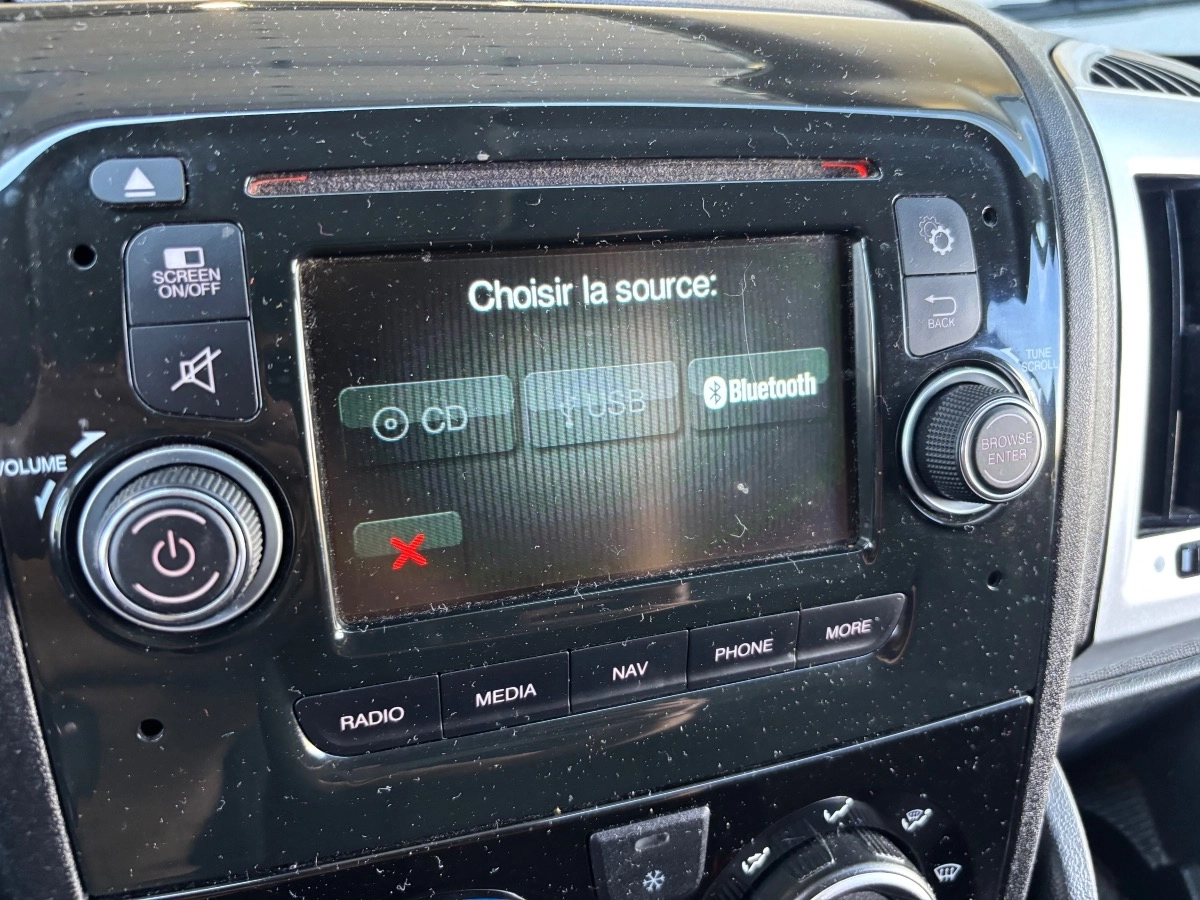 SCREEN
ON/OFF
VOLUME
Choisir la source:
CD
USB
Bluetooth
BACK
TUNE
SCROLL
BROWSE
ENTER
RADIO
MEDIA
NAV
PHONE
MORE